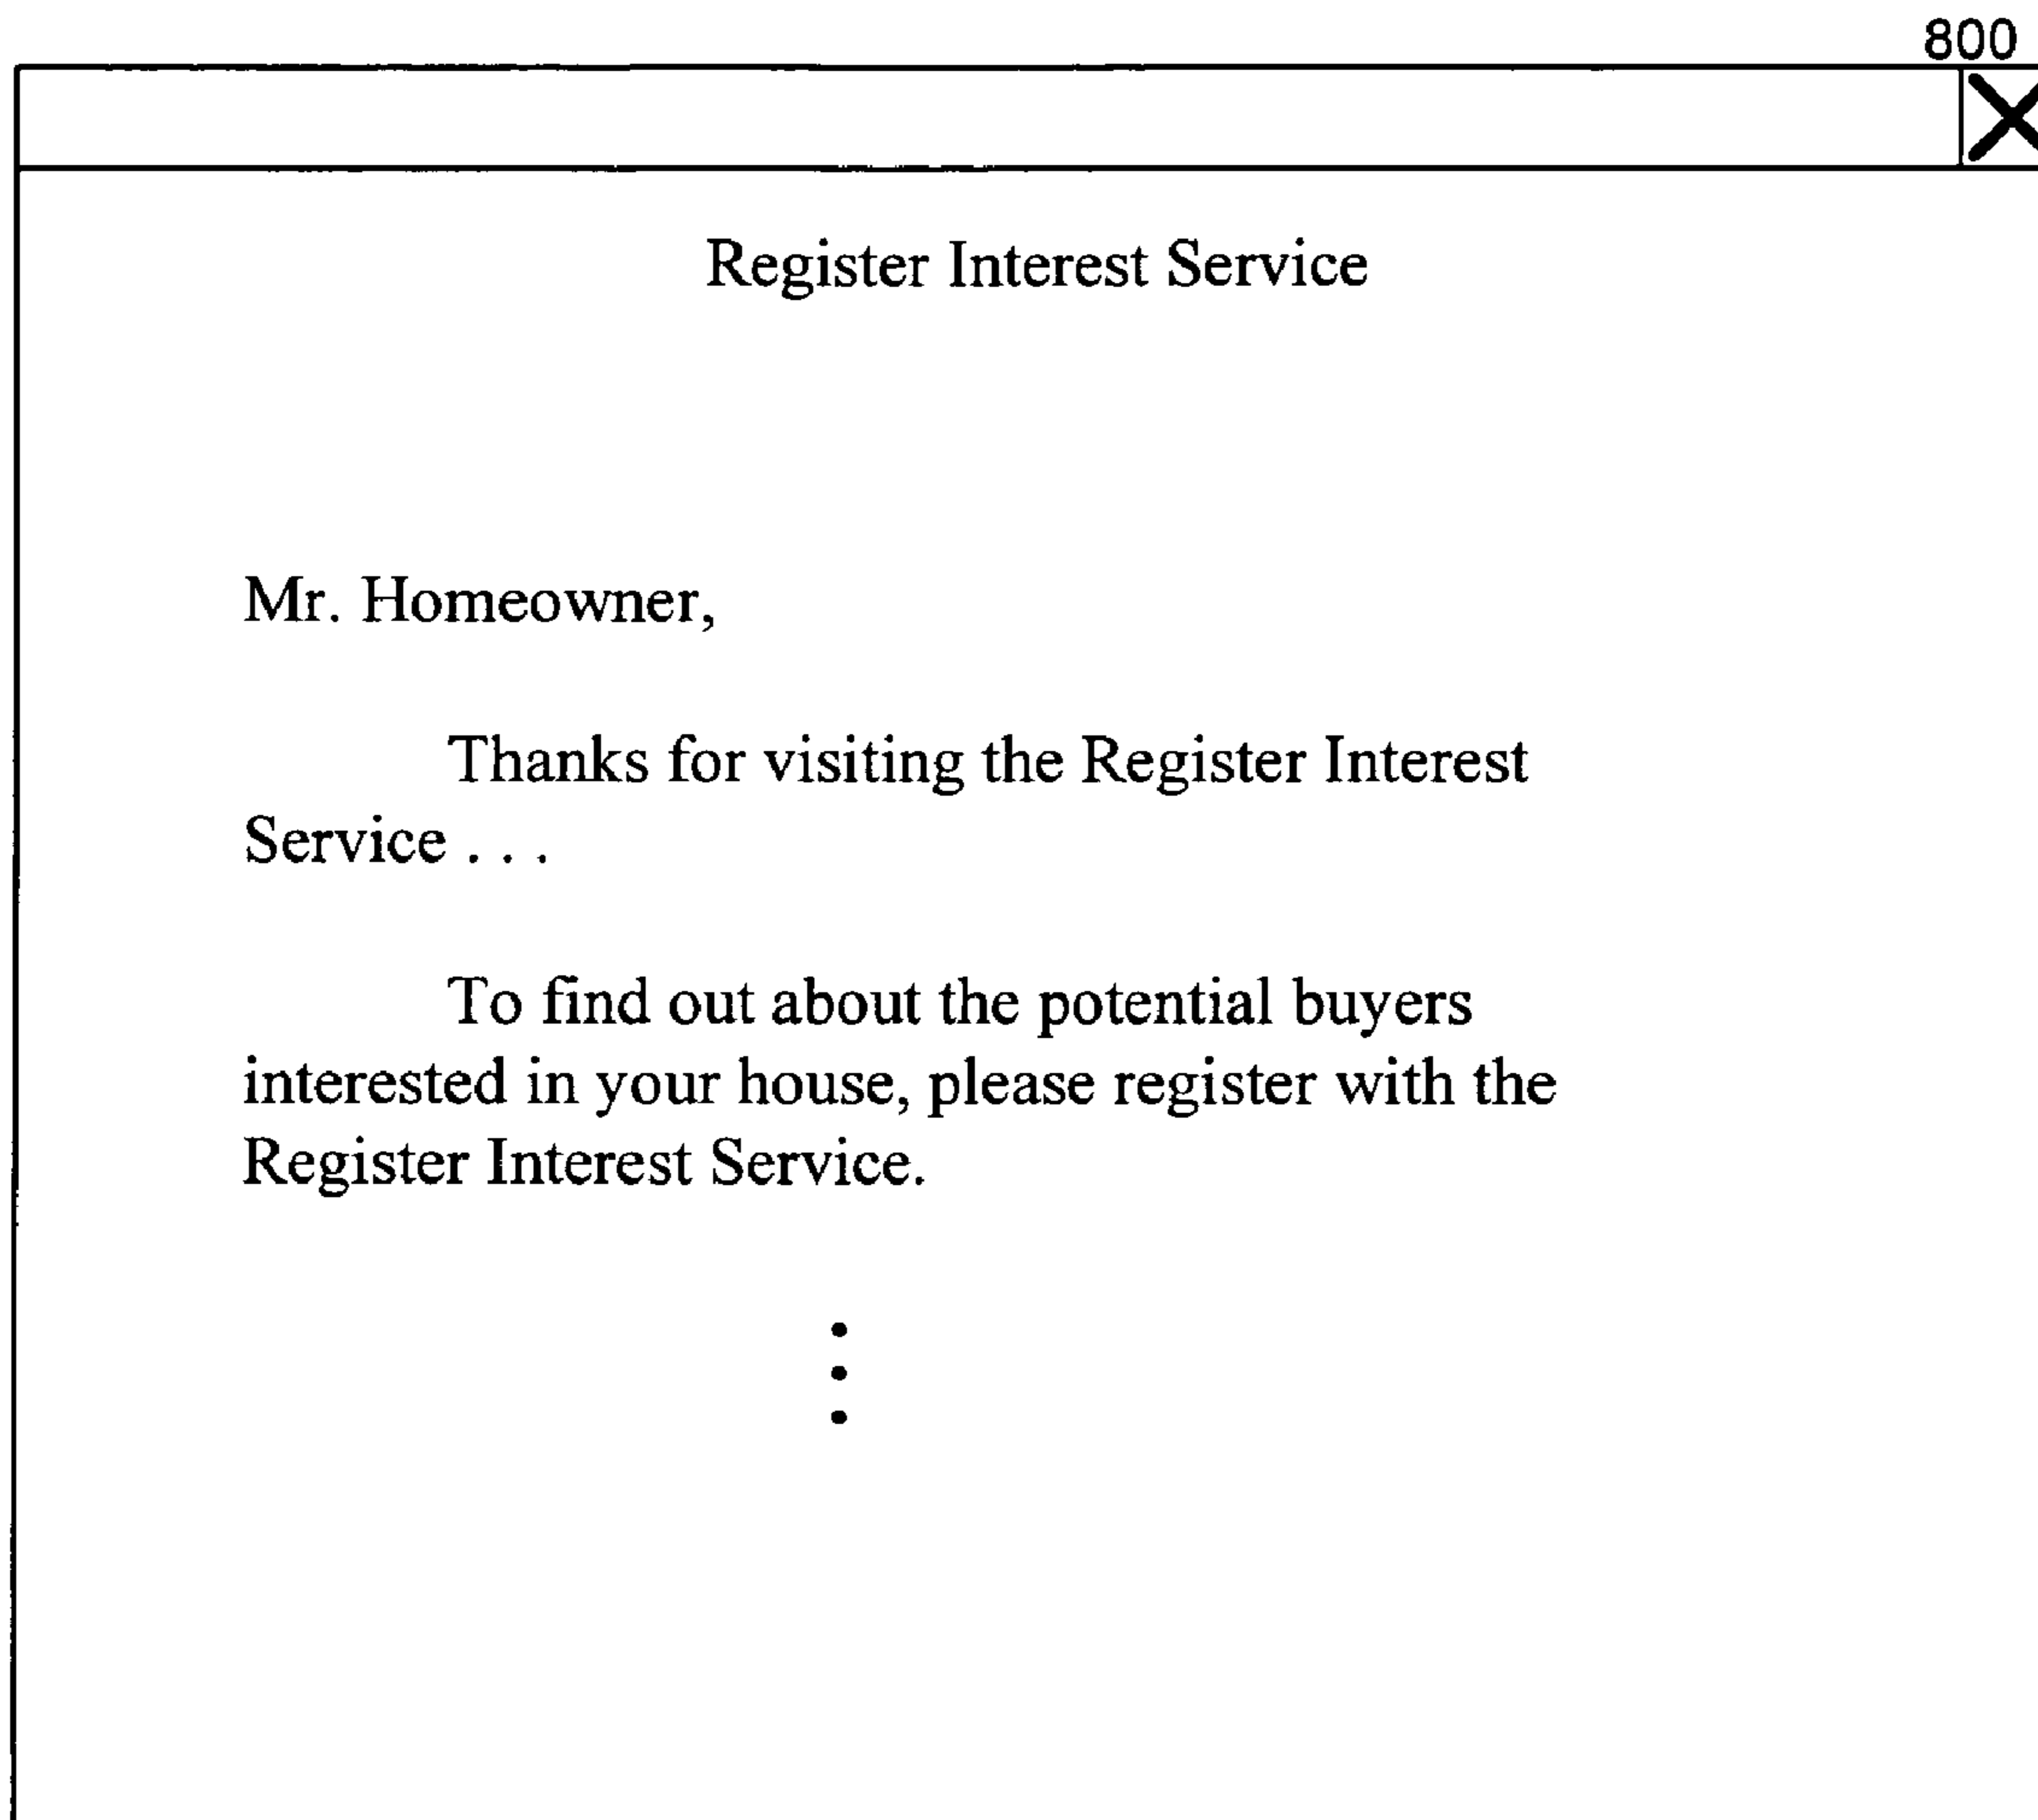 800
Register Interest Service
Mr. Homeowner,
Thanks for visiting the Register Interest
Service . . .
To find out about the potential buyers
interested in your house, please register with the
Register Interest Service.